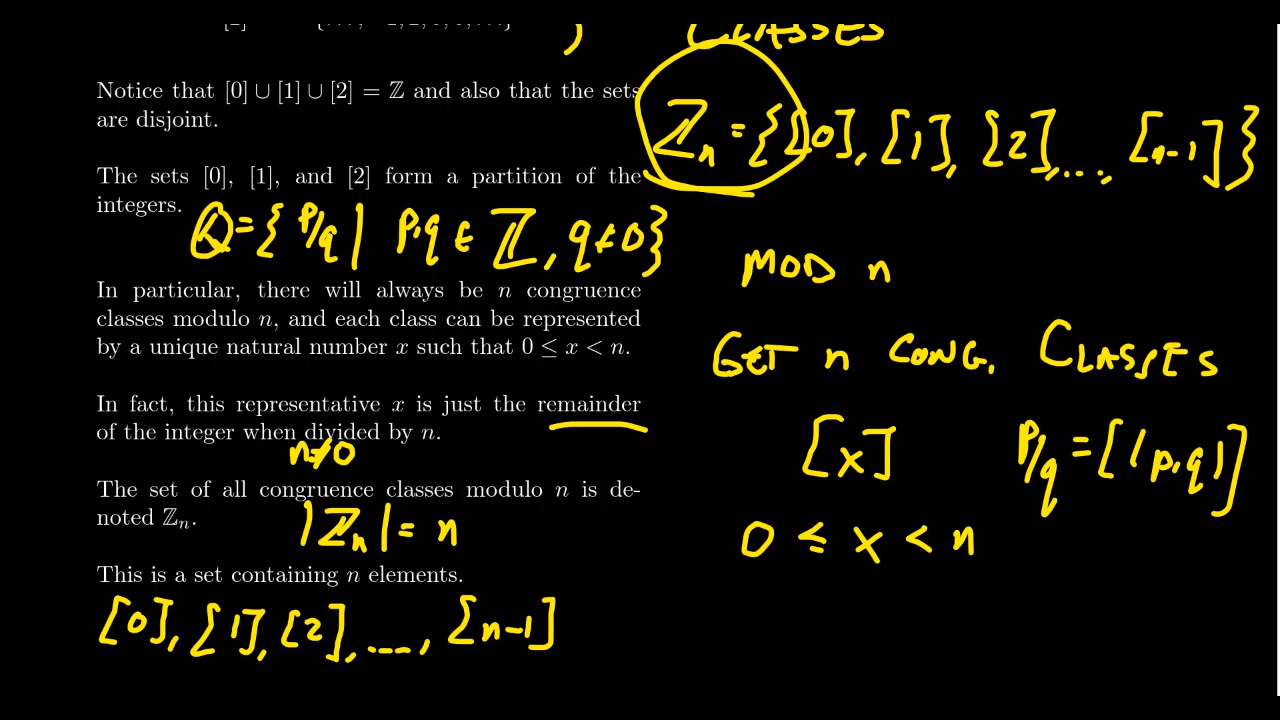 CLASSES
Notice that [0] ∪ [1] ∪ [2] = ℤ and also that the sets
are disjoint.
ℤn = {[0], [1], [2], ..., [n-1]}
The sets [0], [1], and [2] form a partition of the
integers.
ℚ = { p/q | p,q ∈ ℤ, q ≠ 0}
MOD n
In particular, there will always be n congruence
classes modulo n, and each class can be represented
by a unique natural number x such that 0 ≤ x < n.
GET n CONG. CLASSES
In fact, this representative x is just the remainder
of the integer when divided by n.
n≠0
[x]
p/q = [(p,q)]
The set of all congruence classes modulo n is de-
noted ℤn.
|ℤn| = n
0 ≤ x < n
This is a set containing n elements.
[0], [1], [2], ..., [n-1]